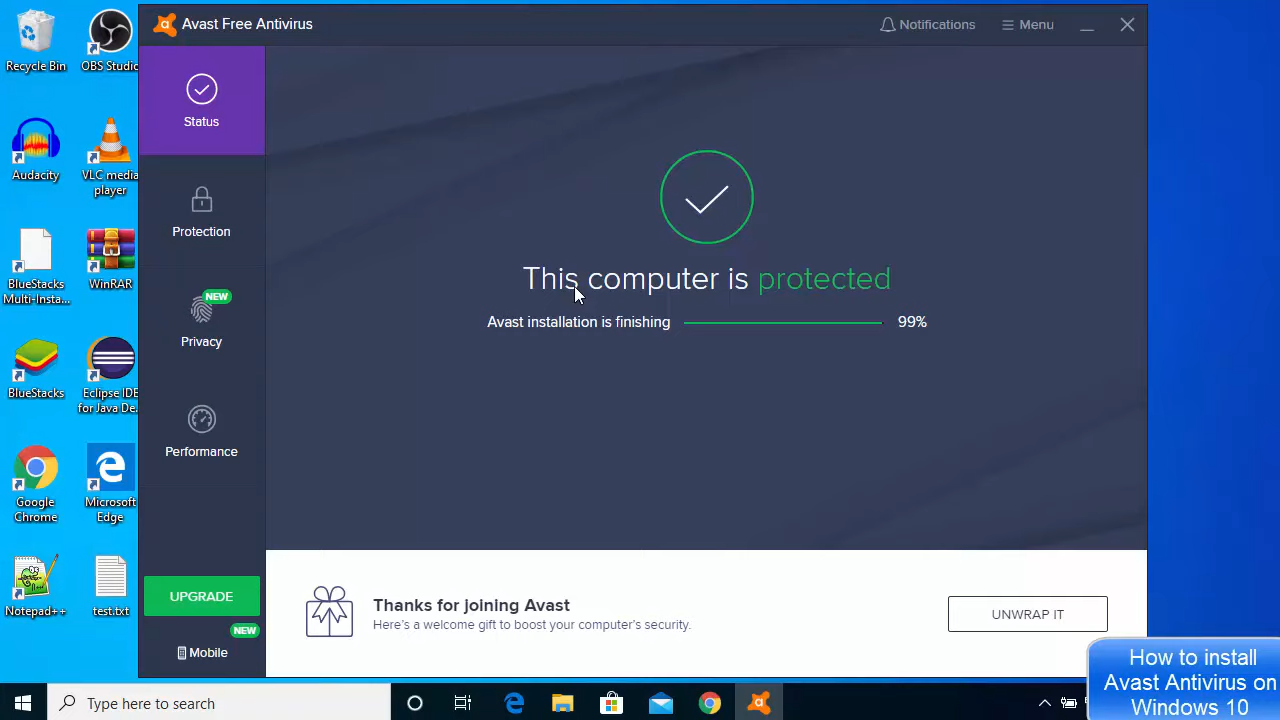 Recycle Bin
OBS Studio
Audacity
VLC media
player
BlueStacks
Multi-Insta...
WinRAR
BlueStacks
Eclipse IDE
for Java De...
Google
Chrome
Microsoft
Edge
Notepad++
test.txt
Avast Free Antivirus
Notifications
Menu
Status
Protection
NEW
Privacy
Performance
UPGRADE
NEW
Mobile
This computer is protected
Avast installation is finishing 99%
Thanks for joining Avast
Here's a welcome gift to boost your computer's security.
UNWRAP IT
How to install
Avast Antivirus on
Windows 10
Type here to search